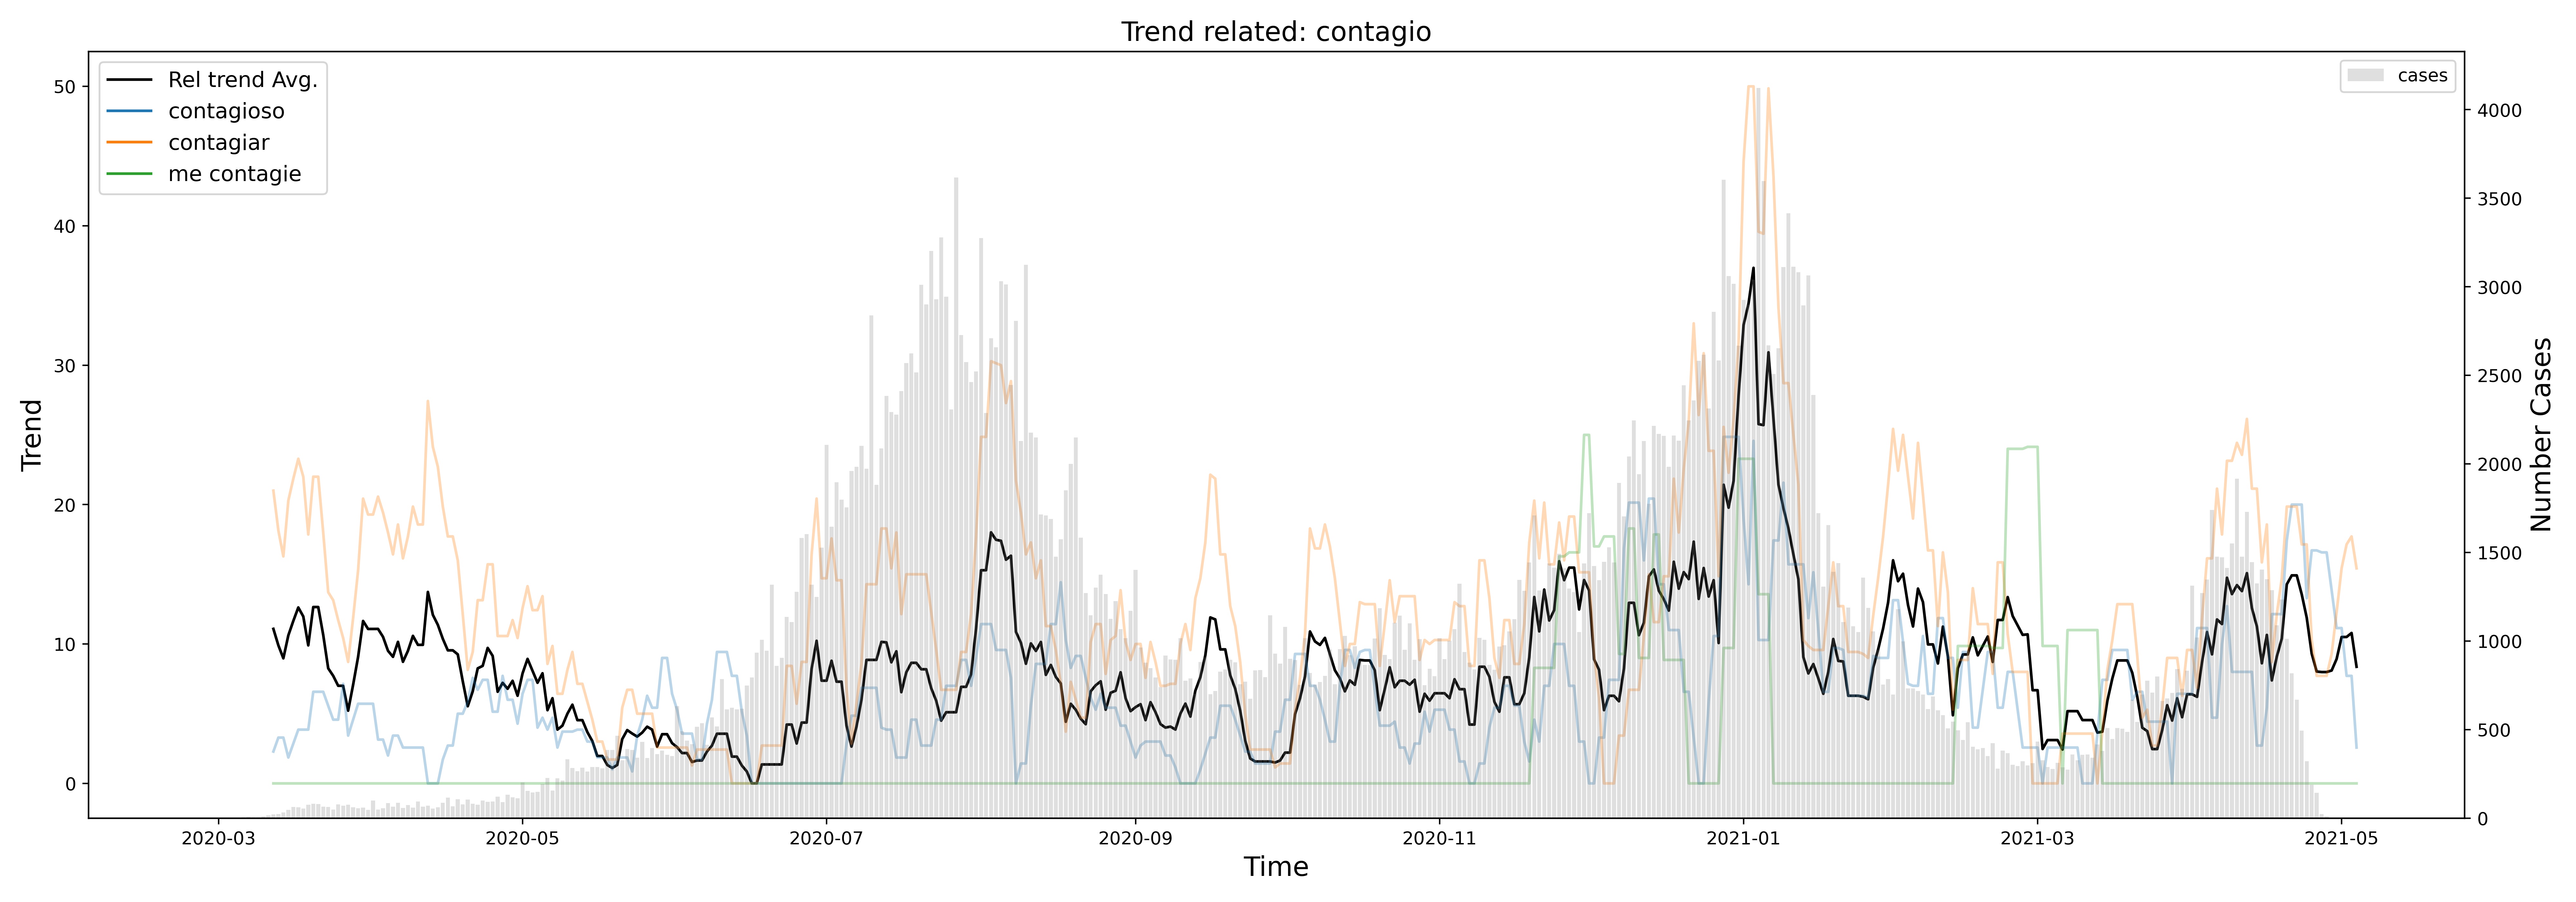 Trend related: contagio
Rel trend Avg.
contagioso
contagiar
me contagie
cases
50
40
30
20
10
0
Trend
4000
3500
3000
2500
2000
1500
1000
500
0
Number Cases
2020-03 2020-05 2020-07 2020-09 2020-11 2021-01 2021-03 2021-05
Time